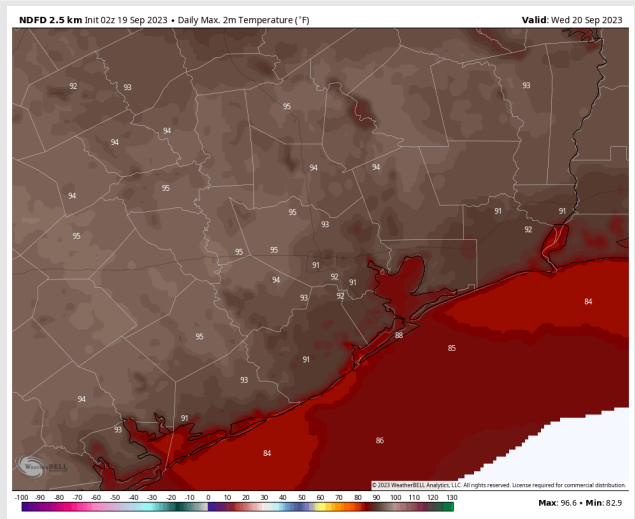 NDFD 2.5 km Init 02z 19 Sep 2023 • Daily Max. 2m Temperature (°F) Valid: Wed 20 Sep 2023
92 93 93
95
94 94
94 94
95
94
95 91 91
93 92
95
95 95
91
94 92 91
93 92 84
88
95 85
91
93
94
91
93
86
84
WeatherBELL
© 2023 WeatherBELL Analytics, LLC. All rights reserved. License required for commercial distribution.
-100 -90 -80 -70 -60 -50 -40 -30 -20 -10 0 10 20 30 40 50 60 70 80 90 100 110 120 130
Max: 96.6 • Min: 82.9